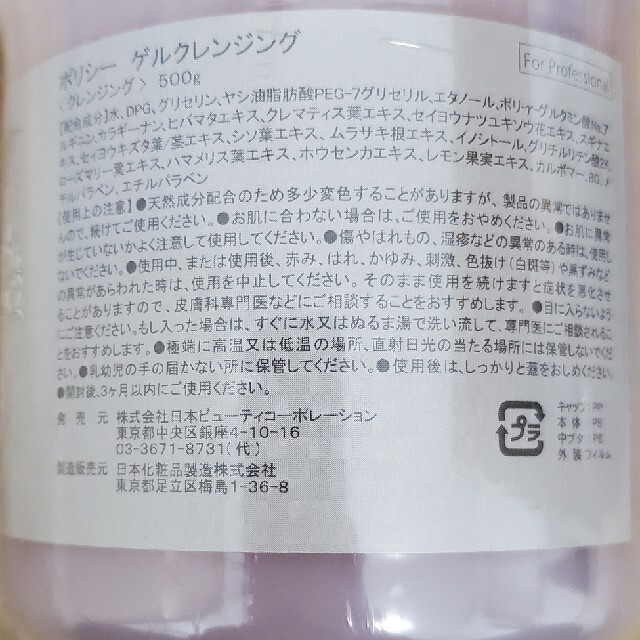 ポリシー ゲルクレンジング
For Professional
〈クレンジング〉 500g
【配合成分】水、DPG、グリセリン、ヤシ油脂肪酸PEG-7グリセリル、エタノール、ポリ-γ-グルタミン酸Na、ア
ルギニン、カラギーナン、ヒバマタエキス、クレマティス葉エキス、セイヨウナツユキソウ花エキス、スギナエ
キス、セイヨウキズタ葉/茎エキス、シソ葉エキス、ムラサキ根エキス、イノシトール、グリチルリチン酸2K、
ローズマリー葉エキス、ハマメリス葉エキス、ホウセンカエキス、レモン果実エキス、カルボマー、BG、メ
チルパラベン、エチルパラベン
【使用上の注意】●天然成分配合のため多少変色することがありますが、製品の異常ではありませ
んので、続けてご使用ください。●お肌に合わない場合は、ご使用をおやめください。●お肌に異常
が生じていないかよく注意して使用してください。●傷やはれもの、湿疹などの異常のある時は、使用し
ないでください。●使用中、または使用後、赤み、はれ、かゆみ、刺激、色抜け(白斑等)や黒ずみなど
の異常があらわれた時は、使用を中止してください。そのまま使用を続けますと症状を悪化させ
ることがありますので、皮膚科専門医などにご相談することをおすすめします。●目に入らないよう
にご注意ください。もし入った場合は、すぐに水又はぬるま湯で洗い流して、専門医にご相談されるこ
とをおすすめします。●極端に高温又は低温の場所、直射日光の当たる場所には保管しないでくだ
さい。●乳幼児の手の届かない所に保管してください。●使用後は、しっかりと蓋をおしめください。
●開封後、3ヶ月以内にご使用ください。
発売元 株式会社日本ビューティコーポレーション
東京都中央区銀座4-10-16
03-3671-8731(代)
製造販売元 日本化粧品製造株式会社
東京都足立区梅島1-36-8
プラ
キャップ:PP
本体:PE
中ブタ:PE
外装フィルム